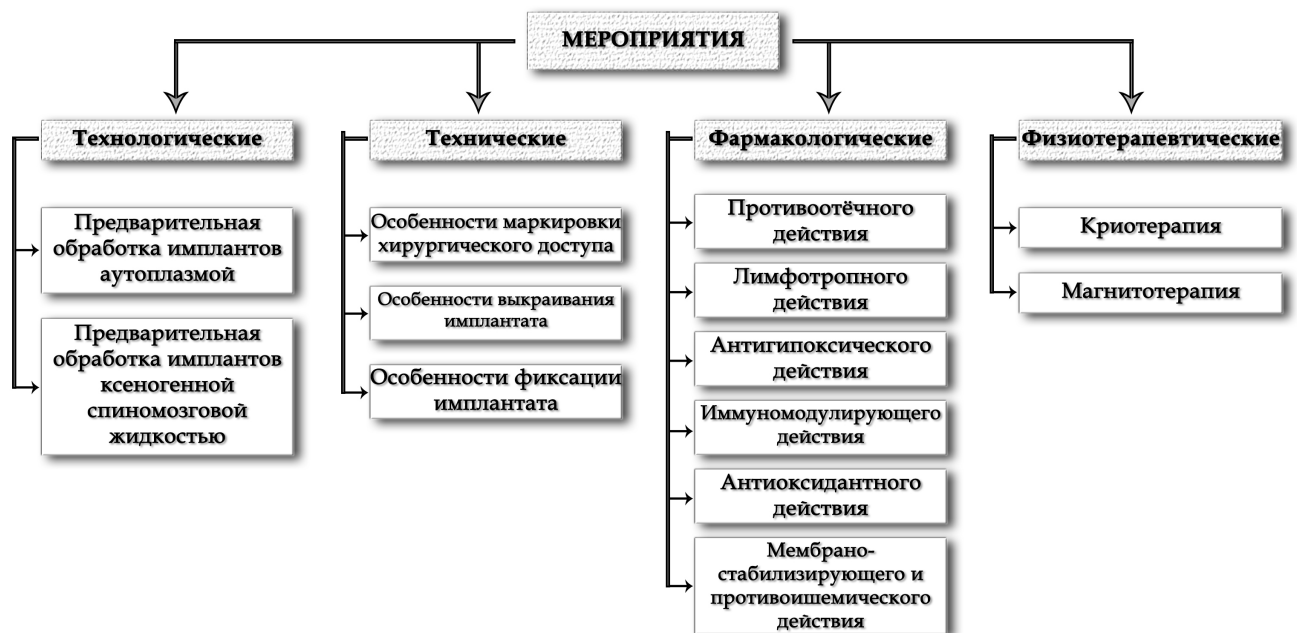 МЕРОПРИЯТИЯ
Технологические
Предварительная
обработка имплантов
аутоплазмой
Предварительная
обработка имплантов
ксеногенной
спиномозговой
жидкостью
Технические
Особенности маркировки
хирургического доступа
Особенности выкраивания
имплантата
Особенности фиксации
имплантата
Фармакологические
Противоотёчного
действия
Лимфотропного
действия
Антигипоксического
действия
Иммуномодулирующего
действия
Антиоксидантного
действия
Мембрано-
стабилизирующего и
противоишемического
действия
Физиотерапевтические
Криотерапия
Магнитотерапия